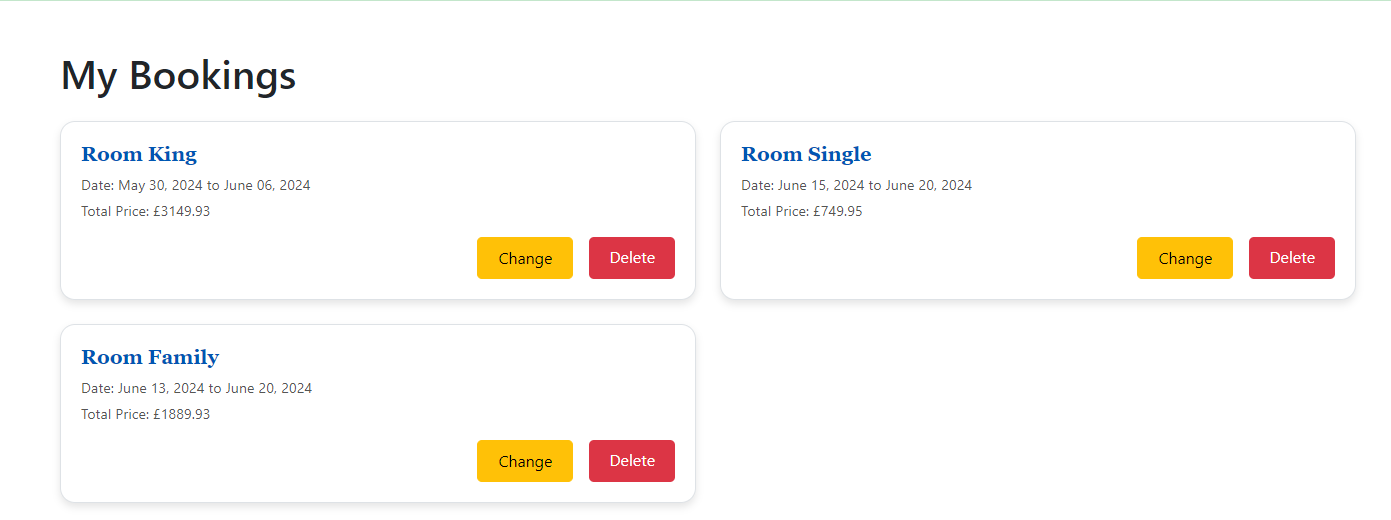 My Bookings
Room King
Date: May 30, 2024 to June 06, 2024
Total Price: £3149.93
Change
Delete
Room Single
Date: June 15, 2024 to June 20, 2024
Total Price: £749.95
Change
Delete
Room Family
Date: June 13, 2024 to June 20, 2024
Total Price: £1889.93
Change
Delete